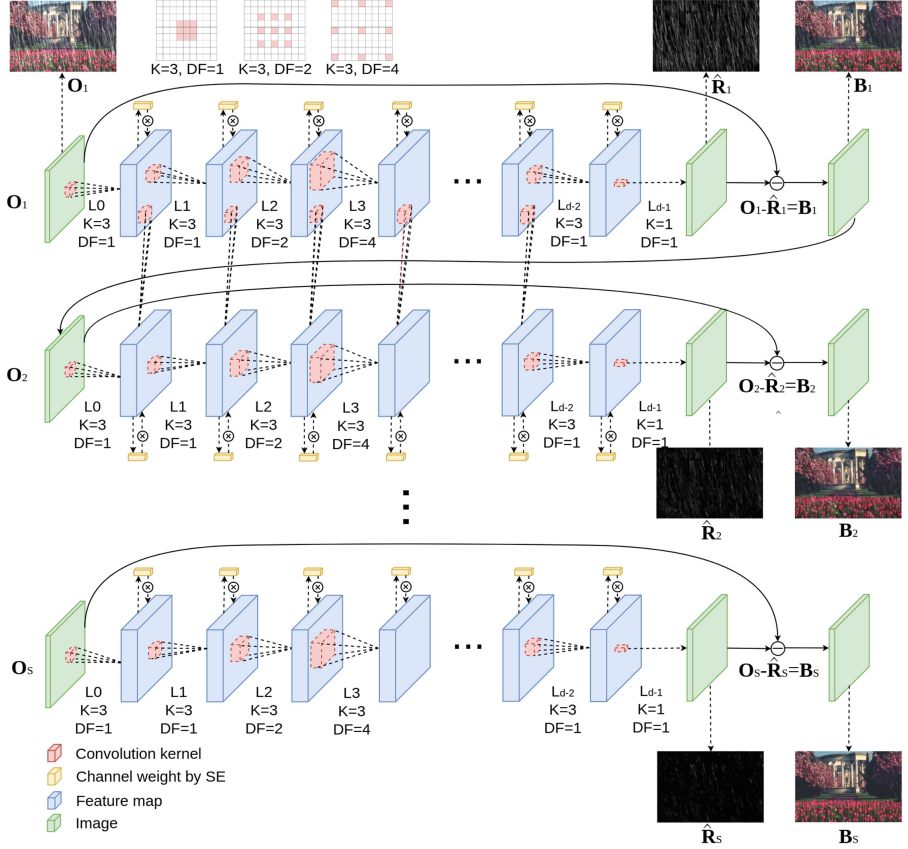 K=3, DF=1 K=3, DF=2 K=3, DF=4
O₁ R̂₁ B₁
O₁
L0 L1 L2 L3 Ld-2 Ld-1
K=3 K=3 K=3 K=3 K=3 K=1
DF=1 DF=1 DF=2 DF=4 DF=1 DF=1
O₁-R̂₁=B₁
...
O₂
L0 L1 L2 L3 Ld-2 Ld-1
K=3 K=3 K=3 K=3 K=3 K=1
DF=1 DF=1 DF=2 DF=4 DF=1 DF=1
O₂-R̂₂=B₂
^
...
R̂₂ B₂
Oₛ
L0 L1 L2 L3 Ld-2 Ld-1
K=3 K=3 K=3 K=3 K=3 K=1
DF=1 DF=1 DF=2 DF=4 DF=1 DF=1
Oₛ-R̂ₛ=Bₛ
...
Convolution kernel
Channel weight by SE
Feature map
Image
R̂ₛ Bₛ